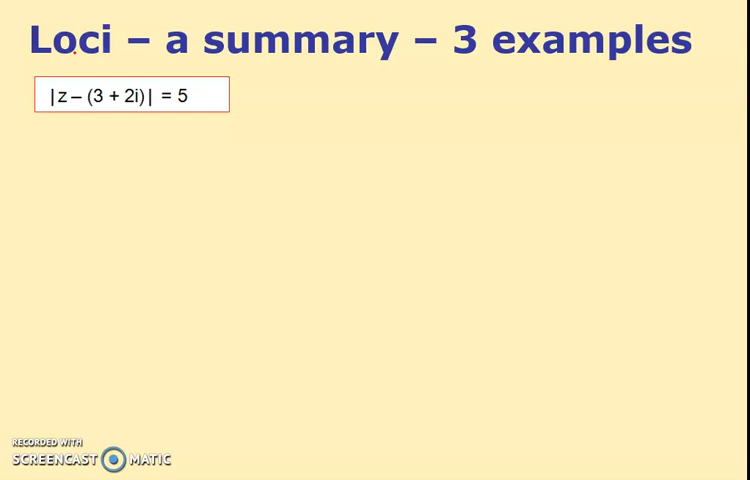 Loci – a summary – 3 examples
|z – (3 + 2i)| = 5
RECORDED WITH
SCREENCAST MATIC